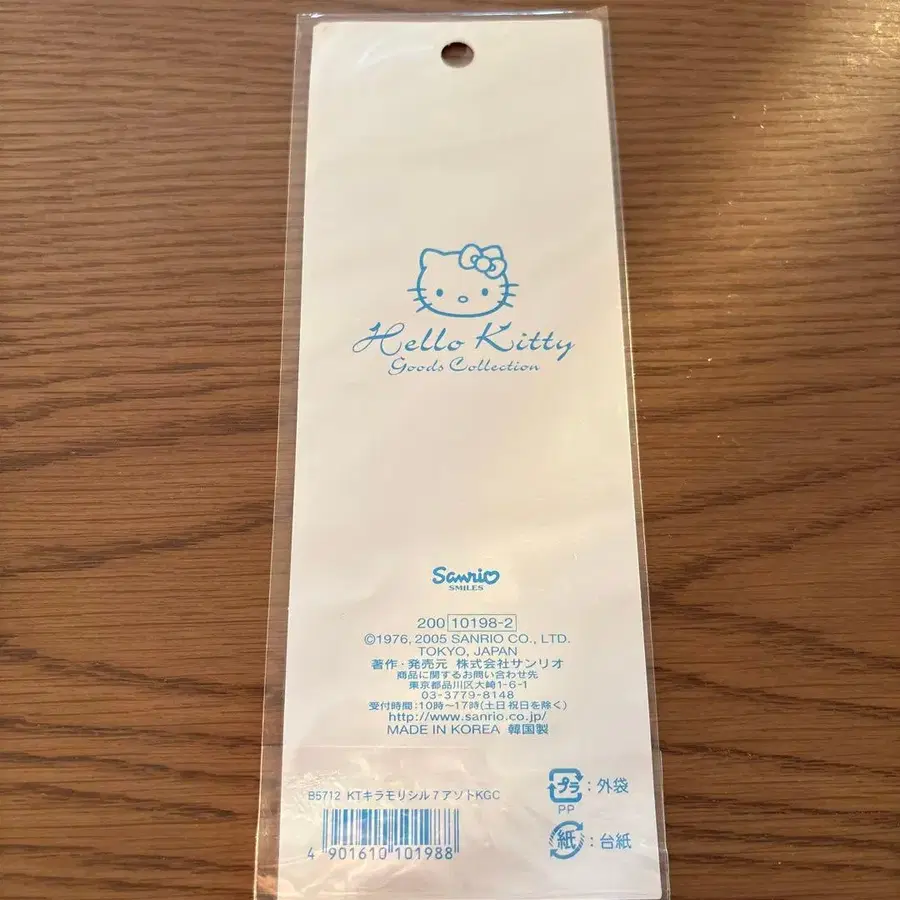 Hello Kitty
Goods Collection
Sanrio
SMILES
200 10198-2
©1976, 2005 SANRIO CO., LTD.
TOKYO, JAPAN
著作・発売元 株式会社サンリオ
商品に関するお問い合わせ先
東京都品川区大崎1-6-1
03-3779-8148
受付時間：10時～17時(土日祝日を除く)
http://www.sanrio.co.jp/
MADE IN KOREA 韓国製
B5712 KTキラモリシル7アソトKGC
4 901610 101988
プラ：外袋
PP
紙：台紙